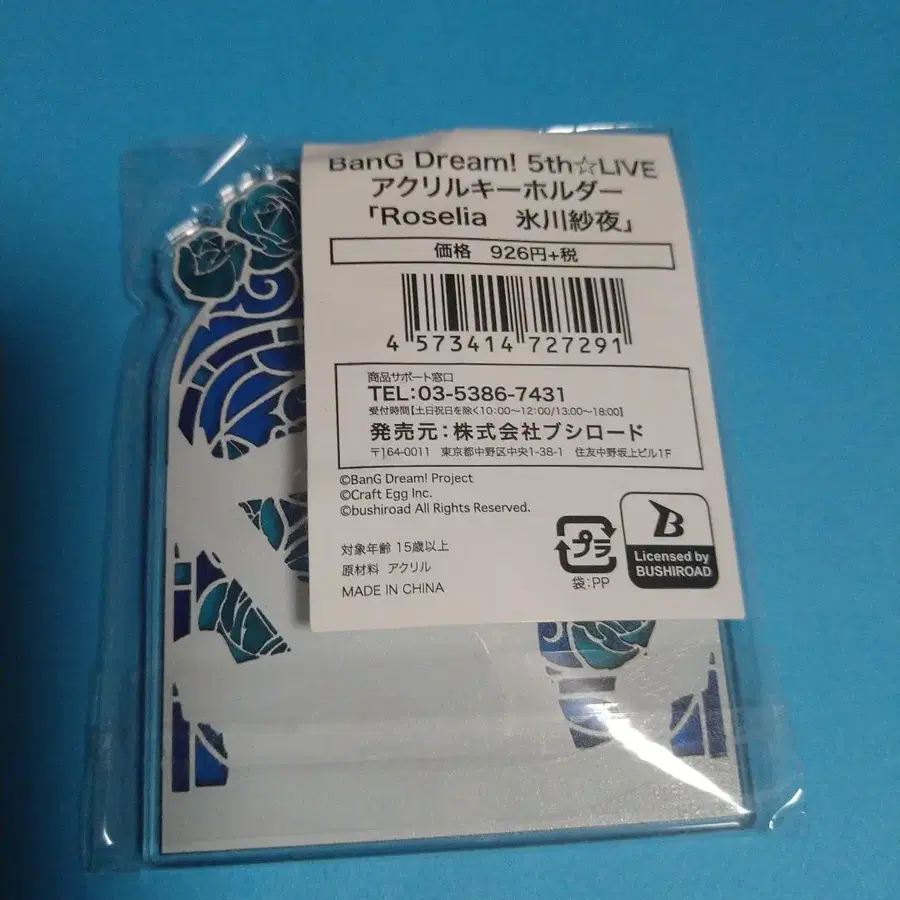 BanG Dream! 5th☆LIVE
アクリルキーホルダー
「Roselia 氷川紗夜」
価格 926円+税
4 573414 727291
商品サポート窓口
TEL:03-5386-7431
受付時間【土日祝日を除く10:00～12:00/13:00～18:00】
発売元:株式会社ブシロード
〒164-0011 東京都中野区中央1-38-1 住友中野坂上ビル1F
©BanG Dream! Project
©Craft Egg Inc.
©bushiroad All Rights Reserved.
対象年齢 15歳以上
原材料 アクリル
MADE IN CHINA
プラ
袋:PP
B
Licensed by
BUSHIROAD